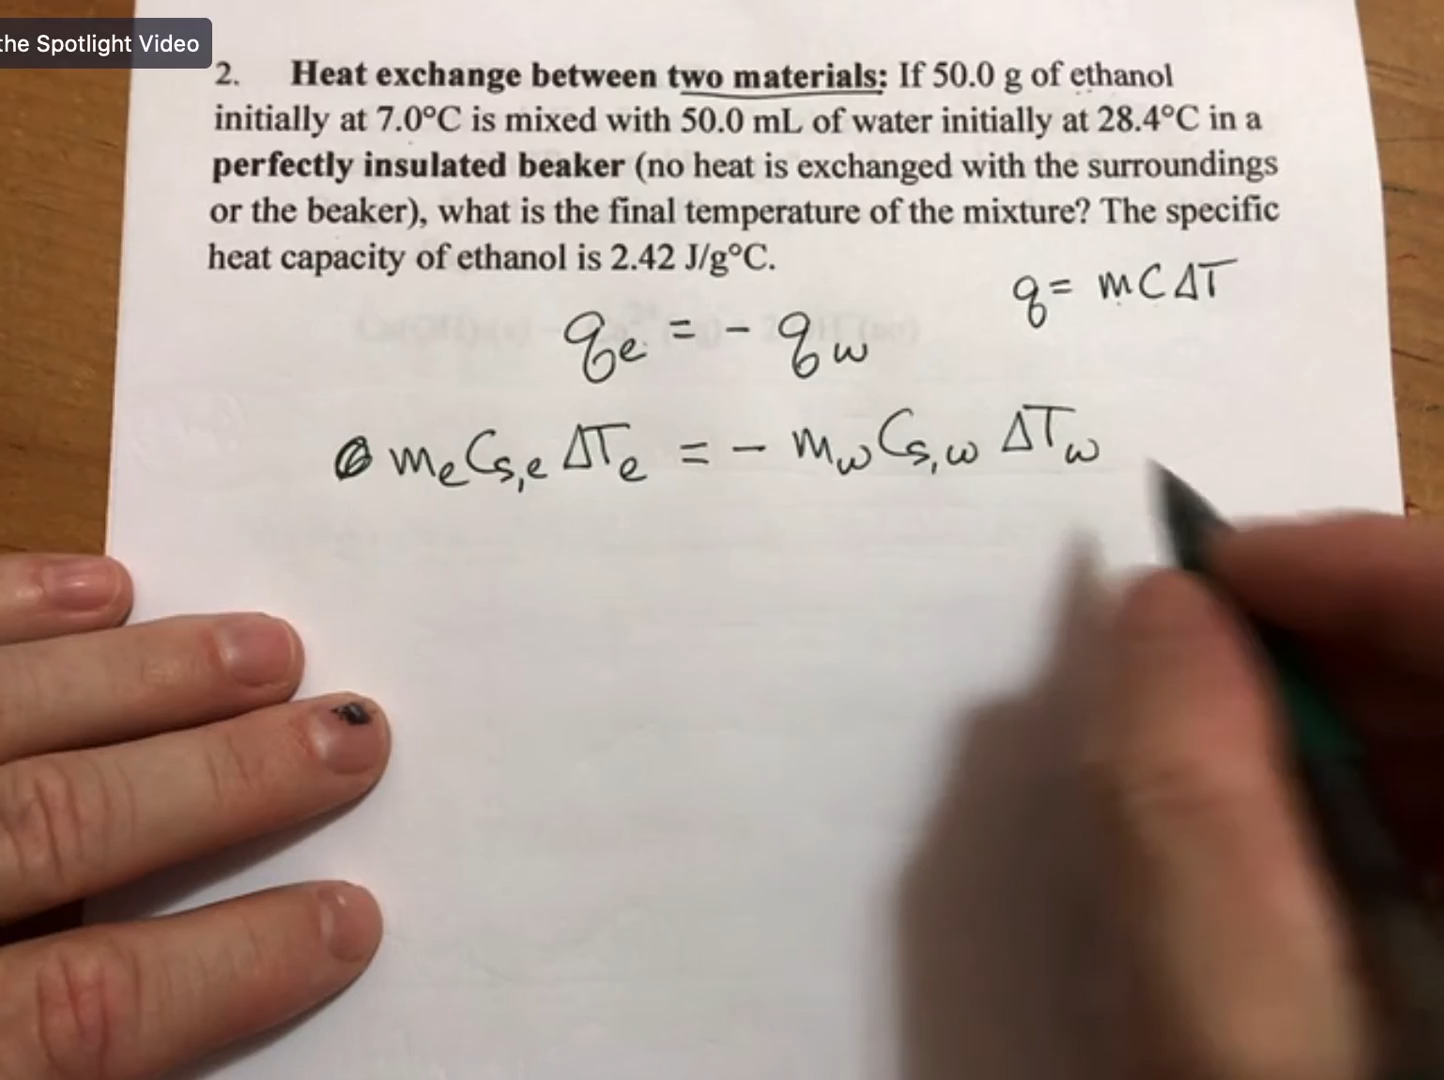 the Spotlight Video
2. Heat exchange between two materials: If 50.0 g of ethanol
initially at 7.0°C is mixed with 50.0 mL of water initially at 28.4°C in a
perfectly insulated beaker (no heat is exchanged with the surroundings
or the beaker), what is the final temperature of the mixture? The specific
heat capacity of ethanol is 2.42 J/g°C.
q = mCΔT
qe = - qw
meCs,e ΔTe = - mwCs,w ΔTw